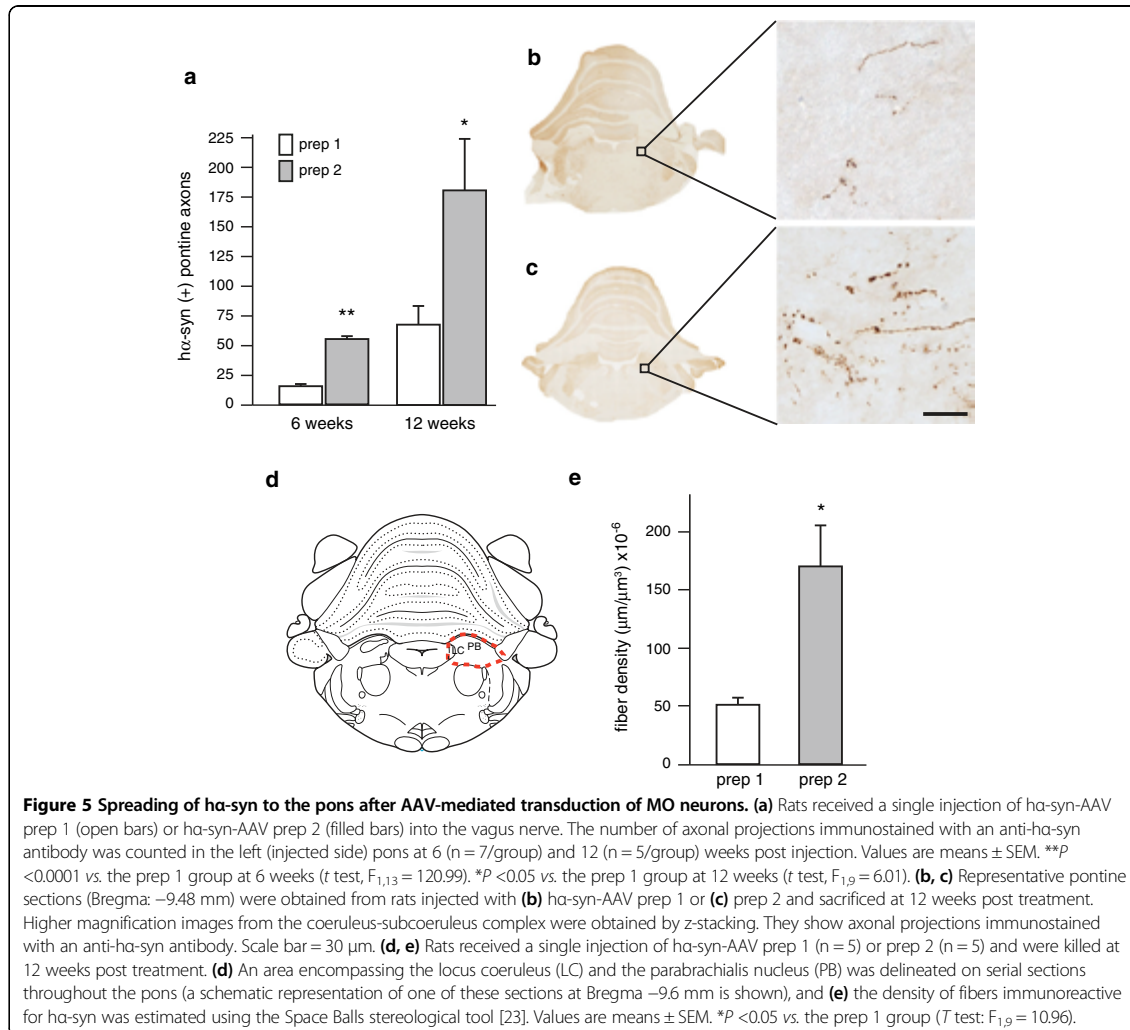 a
hα-syn (+) pontine axons
225
200
175
150
125
100
75
50
25
0
prep 1
prep 2
**
*
6 weeks
12 weeks
b
c
d
LC PB
e
fiber density (μm/μm³) x10⁻⁶
200
150
100
50
0
*
prep 1
prep 2
Figure 5 Spreading of hα-syn to the pons after AAV-mediated transduction of MO neurons. (a) Rats received a single injection of hα-syn-AAV
prep 1 (open bars) or hα-syn-AAV prep 2 (filled bars) into the vagus nerve. The number of axonal projections immunostained with an anti-hα-syn
antibody was counted in the left (injected side) pons at 6 (n = 7/group) and 12 (n = 5/group) weeks post injection. Values are means ± SEM. **P
<0.0001 vs. the prep 1 group at 6 weeks (t test, F1,13 = 120.99). *P <0.05 vs. the prep 1 group at 12 weeks (t test, F1,9 = 6.01). (b, c) Representative pontine
sections (Bregma: −9.48 mm) were obtained from rats injected with (b) hα-syn-AAV prep 1 or (c) prep 2 and sacrificed at 12 weeks post treatment.
Higher magnification images from the coeruleus-subcoeruleus complex were obtained by z-stacking. They show axonal projections immunostained
with an anti-hα-syn antibody. Scale bar = 30 μm. (d, e) Rats received a single injection of hα-syn-AAV prep 1 (n = 5) or prep 2 (n = 5) and were killed at
12 weeks post treatment. (d) An area encompassing the locus coeruleus (LC) and the parabrachialis nucleus (PB) was delineated on serial sections
throughout the pons (a schematic representation of one of these sections at Bregma −9.6 mm is shown), and (e) the density of fibers immunoreactive
for hα-syn was estimated using the Space Balls stereological tool [23]. Values are means ± SEM. *P <0.05 vs. the prep 1 group (T test: F1,9 = 10.96).